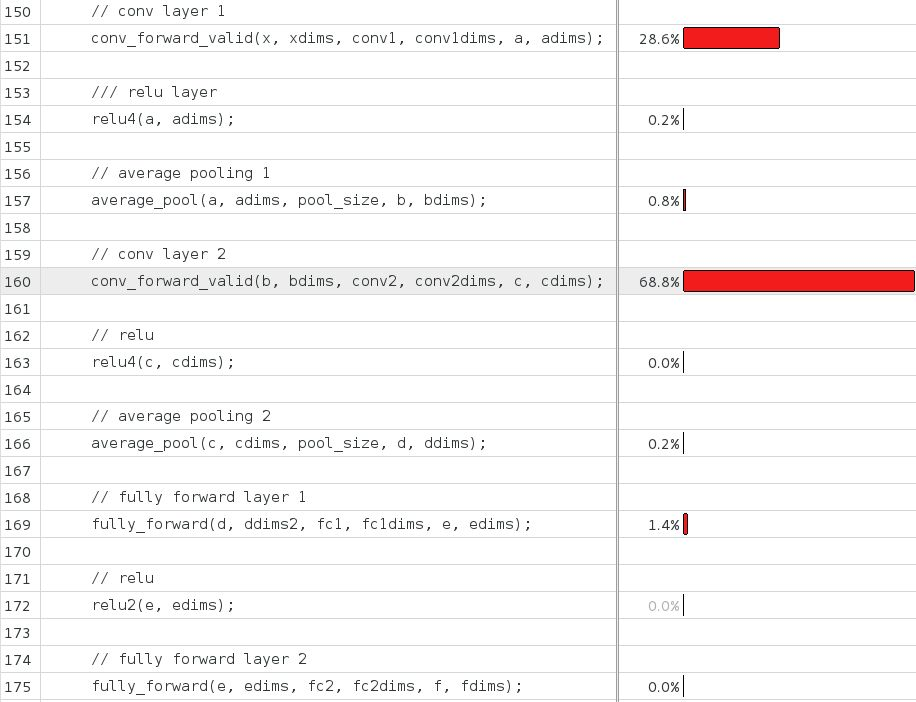 150 // conv layer 1
151 conv_forward_valid(x, xdims, conv1, conv1dims, a, adims); 28.6%
152
153 /// relu layer
154 relu4(a, adims); 0.2%
155
156 // average pooling 1
157 average_pool(a, adims, pool_size, b, bdims); 0.8%
158
159 // conv layer 2
160 conv_forward_valid(b, bdims, conv2, conv2dims, c, cdims); 68.8%
161
162 // relu
163 relu4(c, cdims); 0.0%
164
165 // average pooling 2
166 average_pool(c, cdims, pool_size, d, ddims); 0.2%
167
168 // fully forward layer 1
169 fully_forward(d, ddims2, fc1, fc1dims, e, edims); 1.4%
170
171 // relu
172 relu2(e, edims); 0.0%
173
174 // fully forward layer 2
175 fully_forward(e, edims, fc2, fc2dims, f, fdims); 0.0%